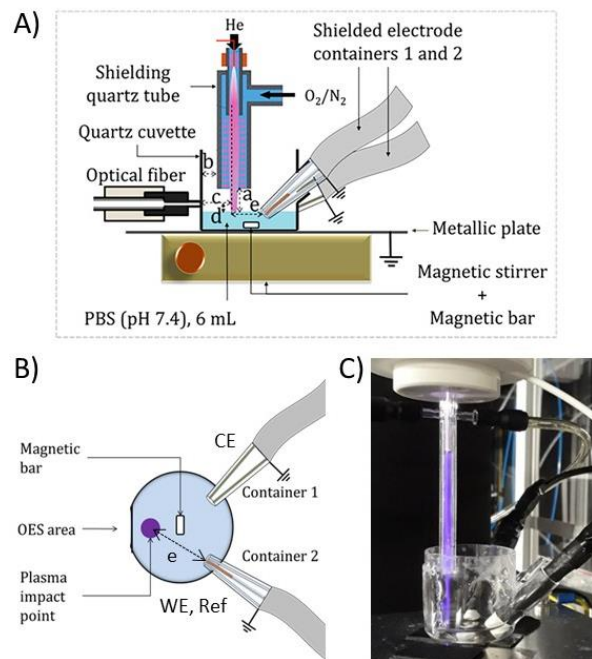 A)
He
Shielded electrode
containers 1 and 2
Shielding
quartz tube
O₂/N₂
Quartz cuvette
b
Optical fiber
c
a
e
d
Metallic plate
Magnetic stirrer
+
Magnetic bar
PBS (pH 7.4), 6 mL
B)
C)
CE
Magnetic
bar
Container 1
OES area
Container 2
e
Plasma
impact
point
WE, Ref